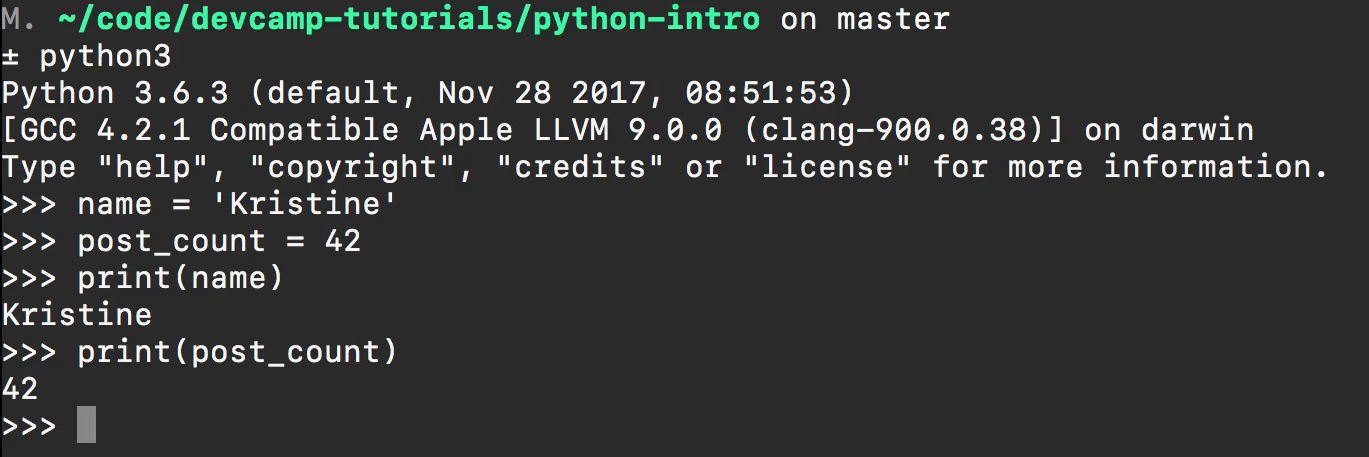 M. ~/code/devcamp-tutorials/python-intro on master
± python3
Python 3.6.3 (default, Nov 28 2017, 08:51:53)
[GCC 4.2.1 Compatible Apple LLVM 9.0.0 (clang-900.0.38)] on darwin
Type "help", "copyright", "credits" or "license" for more information.
>>> name = 'Kristine'
>>> post_count = 42
>>> print(name)
Kristine
>>> print(post_count)
42
>>>